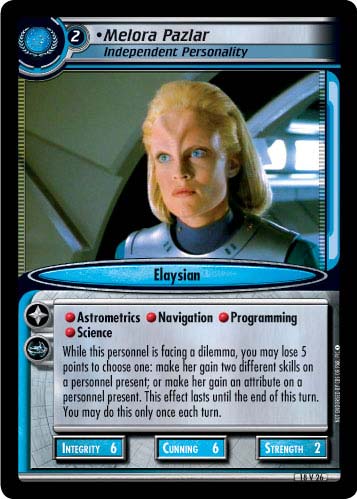 2
•Melora Pazlar
Independent Personality
Elaysian
•Astrometrics •Navigation •Programming
•Science
While this personnel is facing a dilemma, you may lose 5
points to choose one: make her gain two different skills on
a personnel present; or make her gain an attribute on a
personnel present. This effect lasts until the end of this turn.
You may do this only once each turn.
INTEGRITY 6 CUNNING 6 STRENGTH 2
18 V 26